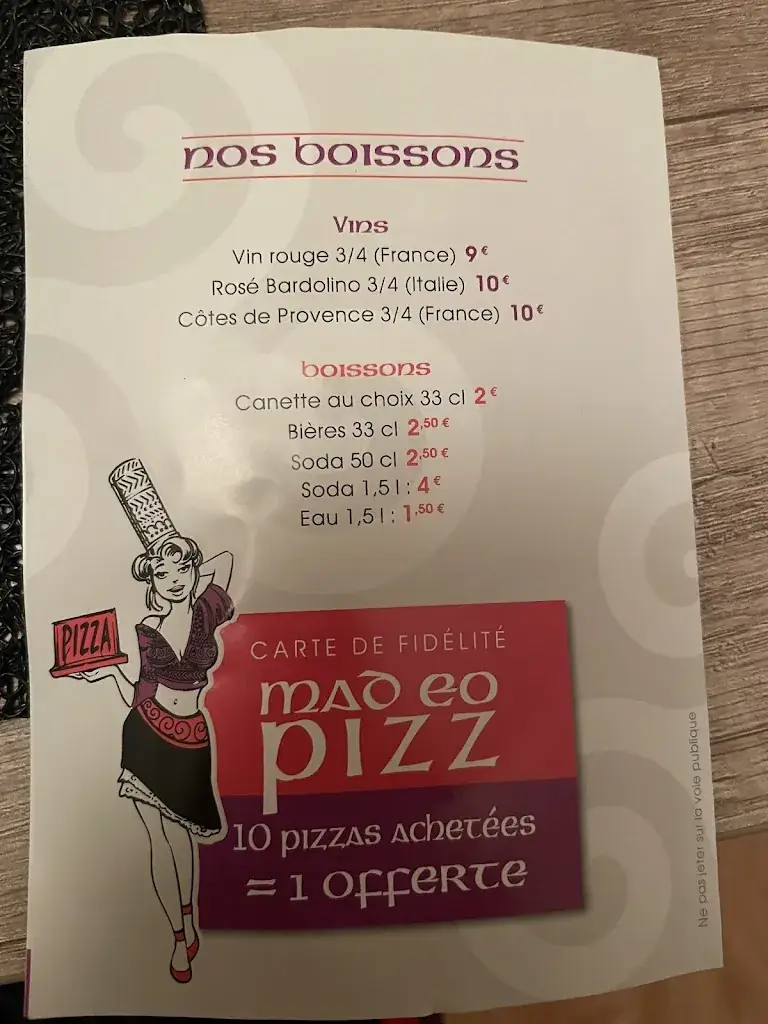 nos boissons
Vins
Vin rouge 3/4 (France) 9€
Rosé Bardolino 3/4 (Italie) 10€
Côtes de Provence 3/4 (France) 10€
boissons
Canette au choix 33 cl 2€
Bières 33 cl 2,50 €
Soda 50 cl 2,50 €
Soda 1,5 l : 4€
Eau 1,5 l : 1,50 €
PIZZA
CARTE DE FIDÉLITÉ
mad eo
pizz
10 pizzas achetées
= 1 offerte
Ne pas jeter sur la voie publique